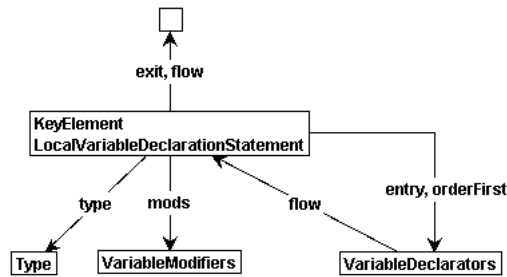 exit, flow
KeyElement
LocalVariableDeclarationStatement
entry, orderFirst
type
mods
flow
Type
VariableModifiers
VariableDeclarators